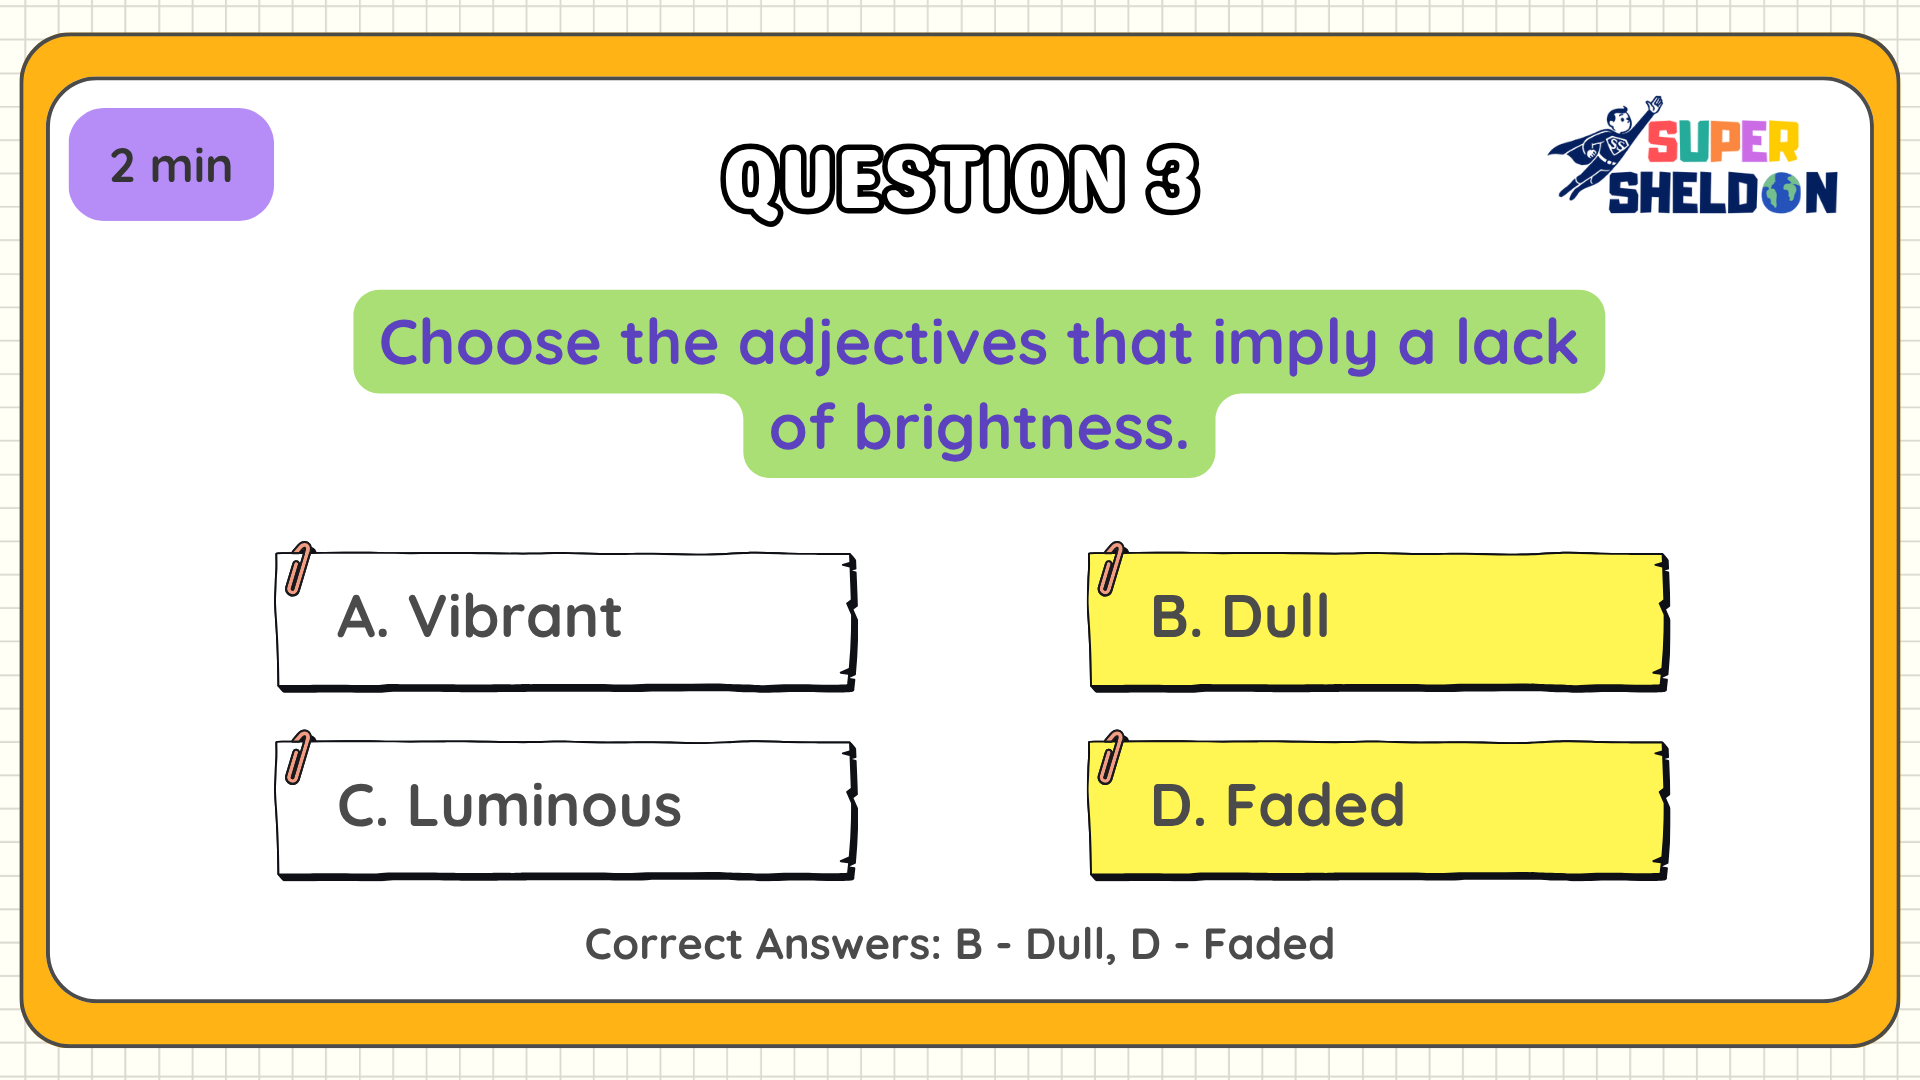 2 min
QUESTION 3
SUPER
SHELDON
Choose the adjectives that imply a lack
of brightness.
A. Vibrant
B. Dull
C. Luminous
D. Faded
Correct Answers: B - Dull, D - Faded